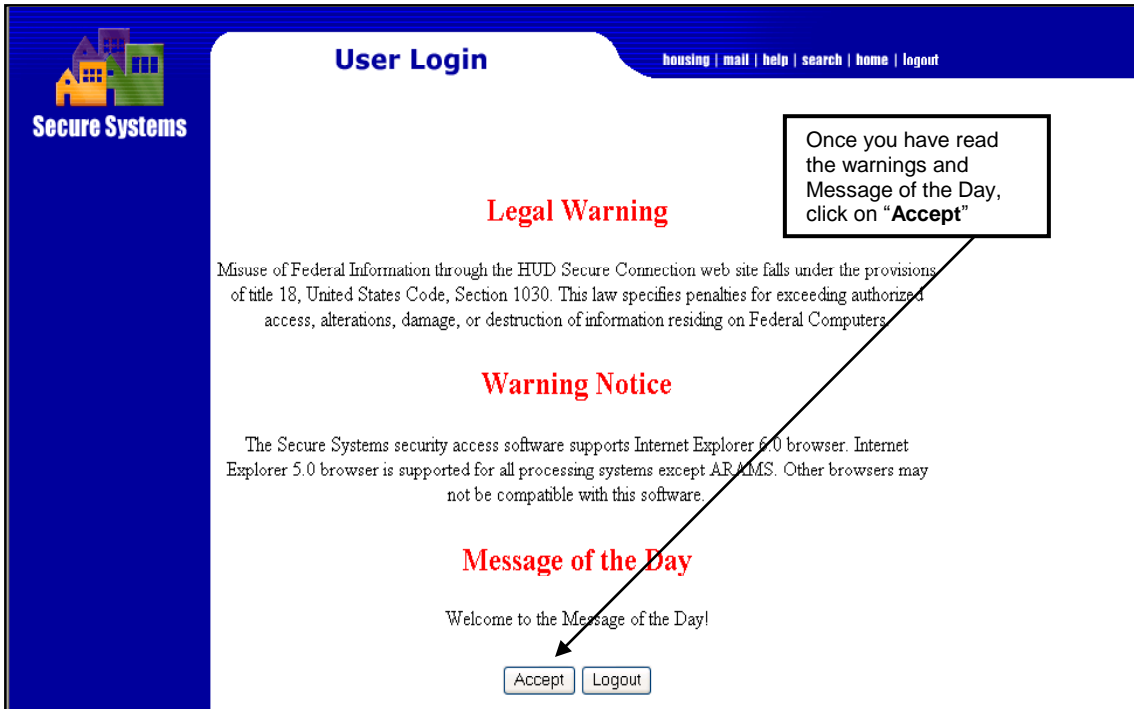 User Login
housing | mail | help | search | home | logout
Secure Systems
Once you have read
the warnings and
Message of the Day,
click on “Accept”
Legal Warning
Misuse of Federal Information through the HUD Secure Connection web site falls under the provisions
of title 18, United States Code, Section 1030. This law specifies penalties for exceeding authorized
access, alterations, damage, or destruction of information residing on Federal Computers.
Warning Notice
The Secure Systems security access software supports Internet Explorer 6.0 browser. Internet
Explorer 5.0 browser is supported for all processing systems except ARAMS. Other browsers may
not be compatible with this software.
Message of the Day
Welcome to the Message of the Day!
Accept Logout